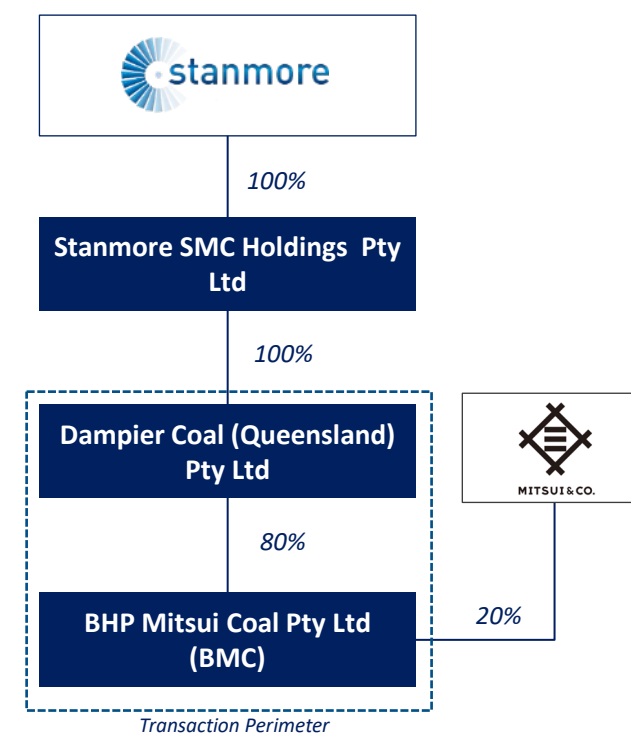 stanmore
100%
Stanmore SMC Holdings Pty
Ltd
100%
Dampier Coal (Queensland)
Pty Ltd
MITSUI & CO.
80%
BHP Mitsui Coal Pty Ltd
(BMC)
20%
Transaction Perimeter